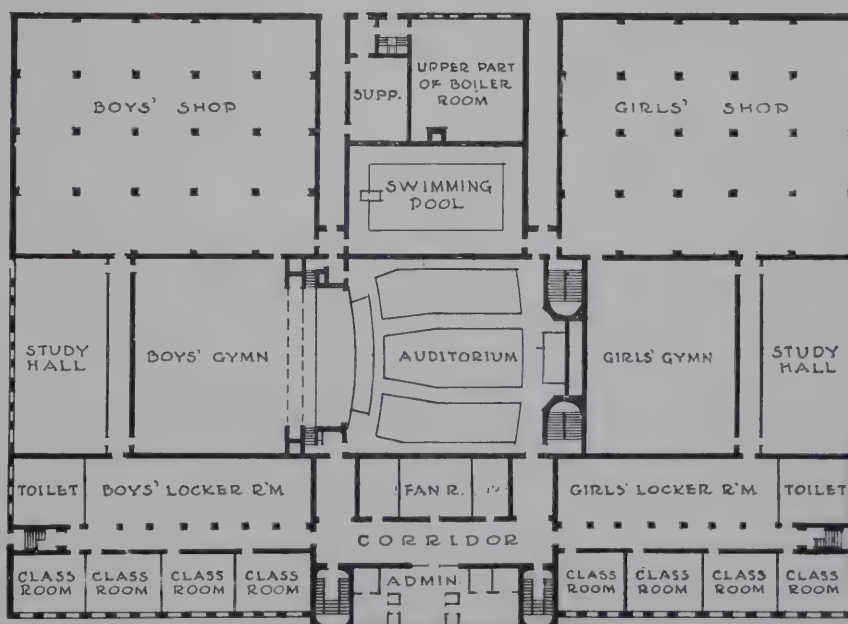 BOYS' SHOP
SUPP.
UPPER PART
OF BOILER
ROOM
GIRLS' SHOP
SWIMMING
POOL
STUDY
HALL
BOYS' GYMN
AUDITORIUM
GIRLS' GYMN
STUDY
HALL
TOILET
BOYS' LOCKER R'M
FAN R.
GIRLS' LOCKER R'M
TOILET
CORRIDOR
CLASS
ROOM
CLASS
ROOM
CLASS
ROOM
CLASS
ROOM
ADMIN.
CLASS
ROOM
CLASS
ROOM
CLASS
ROOM
CLASS
ROOM